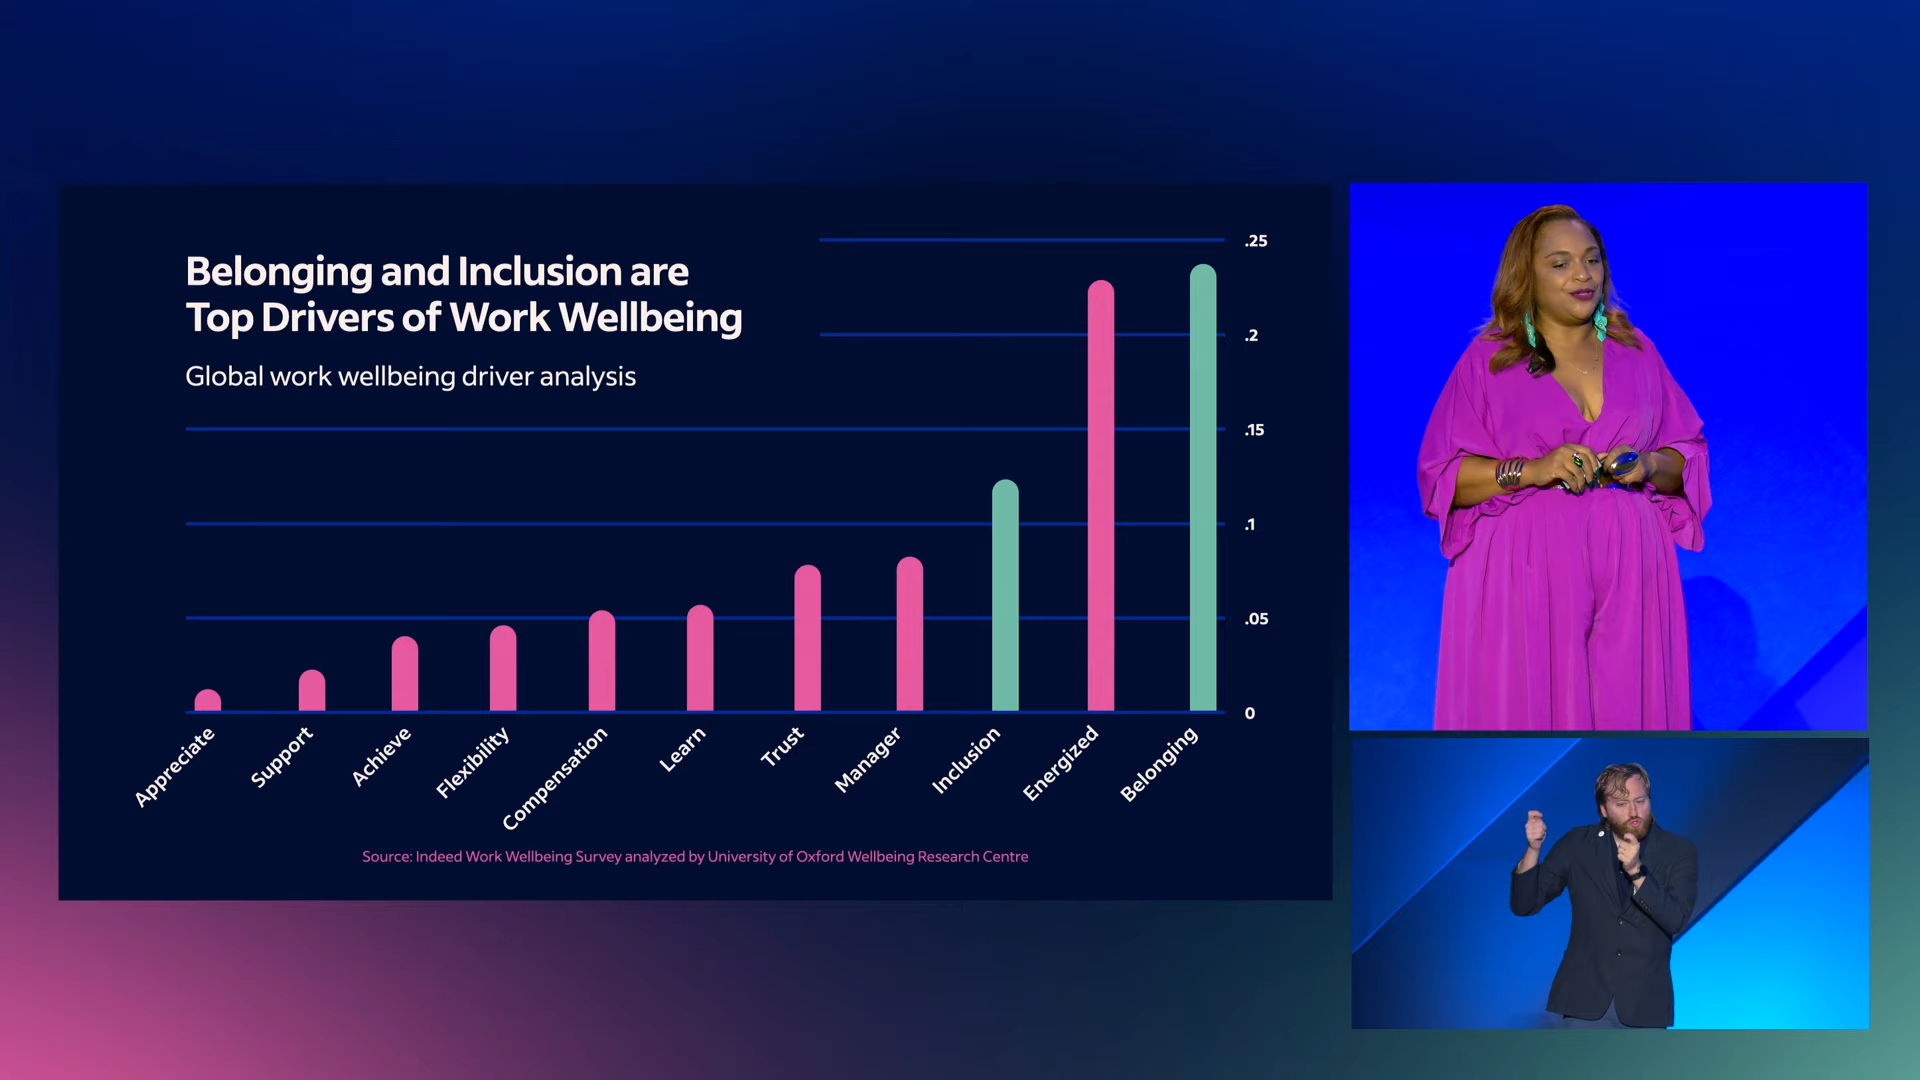 Belonging and Inclusion are
Top Drivers of Work Wellbeing
Global work wellbeing driver analysis
.25
.2
.15
.1
.05
0
Appreciate
Support
Achieve
Flexibility
Compensation
Learn
Trust
Manager
Inclusion
Energized
Belonging
Source: Indeed Work Wellbeing Survey analyzed by University of Oxford Wellbeing Research Centre